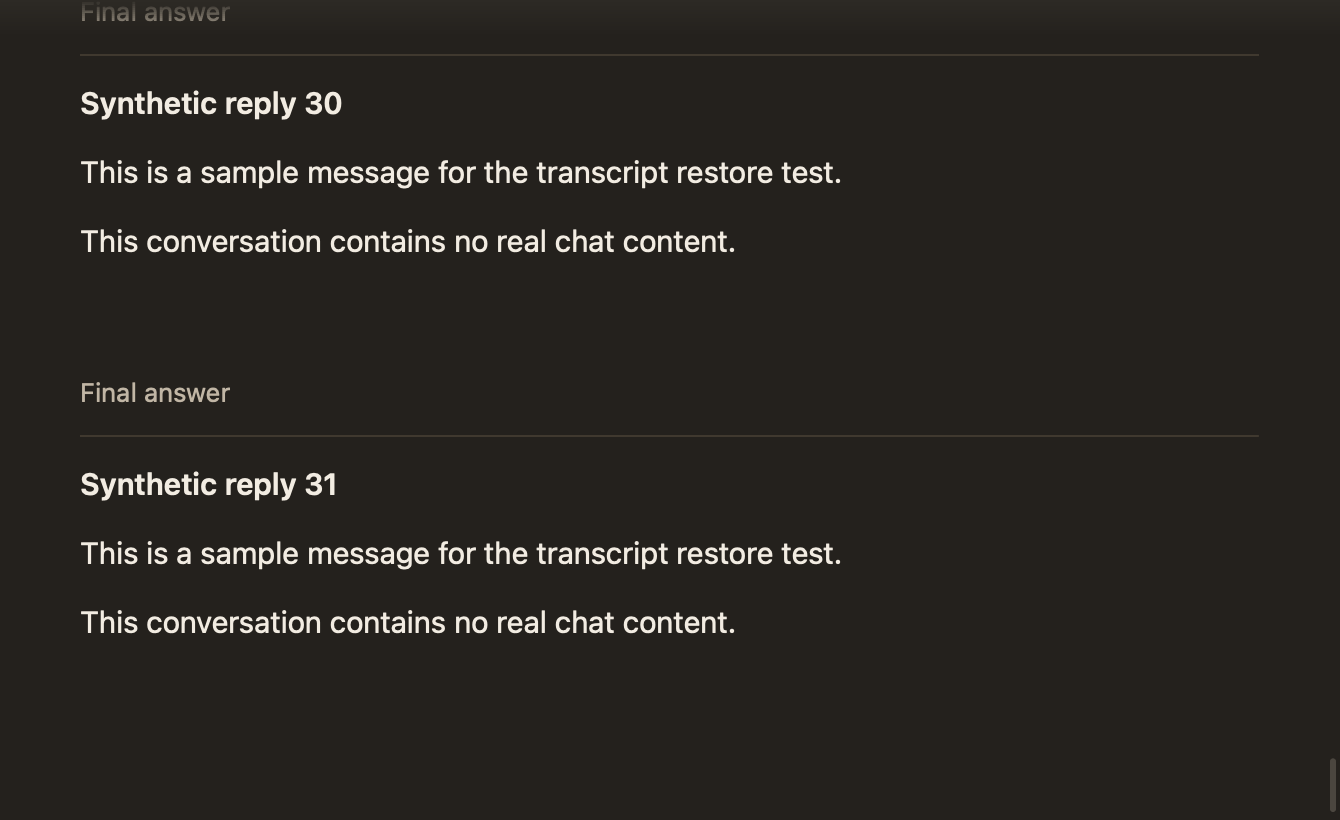 Final answer
Synthetic reply 30
This is a sample message for the transcript restore test.
This conversation contains no real chat content.
Final answer
Synthetic reply 31
This is a sample message for the transcript restore test.
This conversation contains no real chat content.